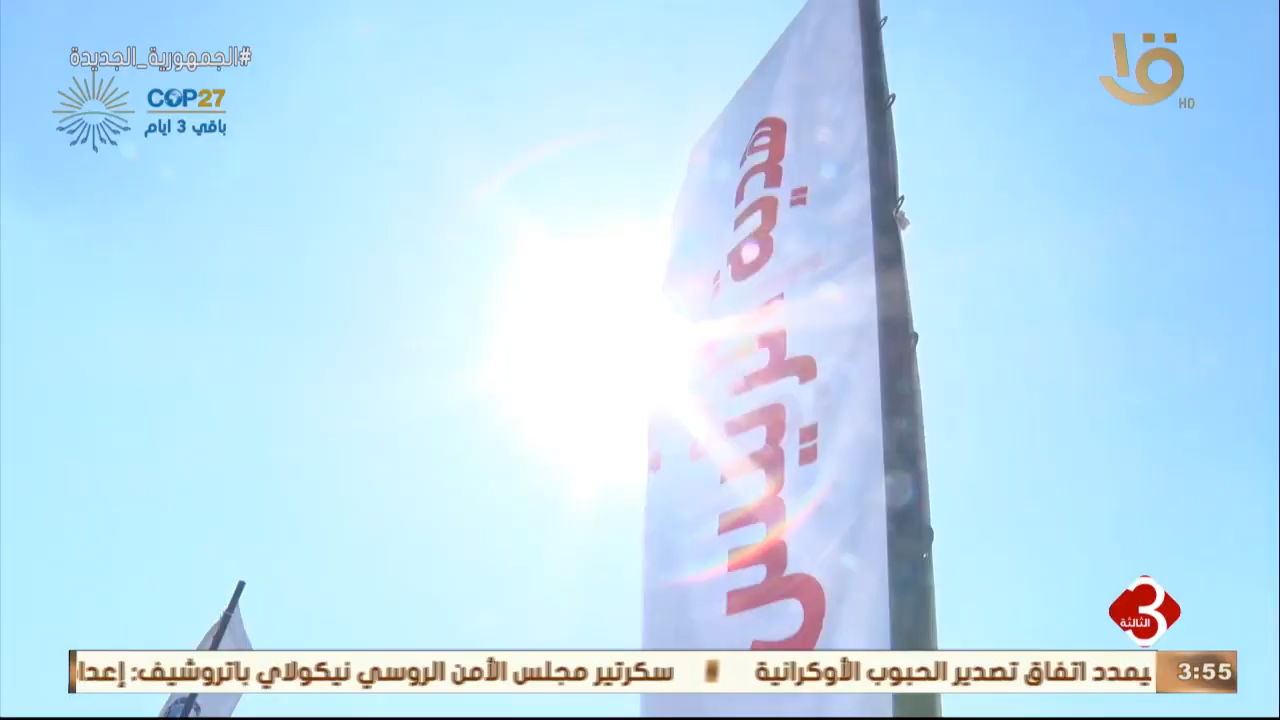 #الجمهورية_الجديدة
COP27
باقي 3 ايام
HD
3
الثالثة
3:55
يمدد اتفاق تصدير الحبوب الأوكرانية
سكرتير مجلس الأمن الروسي نيكولاي باتروشيف: إعدا